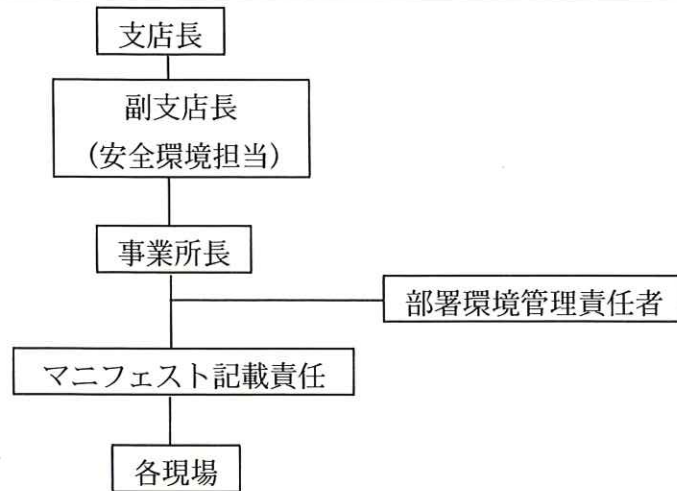 支店長
副支店長
(安全環境担当)
事業所長
部署環境管理責任者
マニフェスト記載責任
各現場